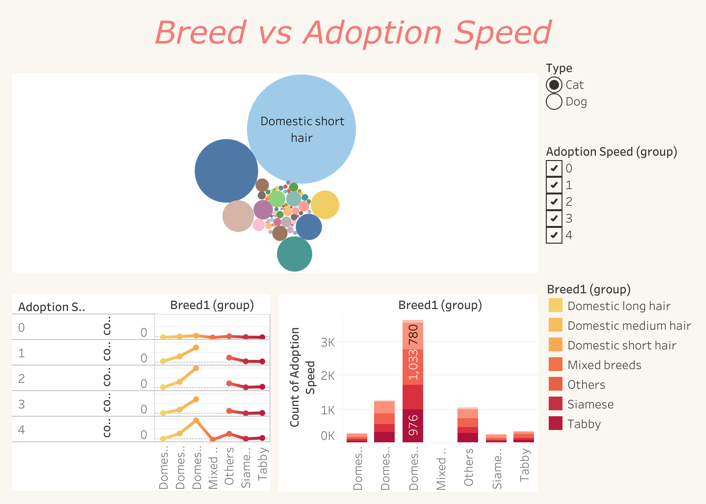 Breed vs Adoption Speed
Domestic short
hair
Type
Cat
Dog
Adoption Speed (group)
0
1
2
3
4
Adoption S..
Breed1 (group)
0
co..
0
1
co..
0
2
co..
0
3
co..
0
4
co..
0
Domes..
Domes..
Domes..
Mixed ..
Others
Siame..
Tabby
Breed1 (group)
Count of Adoption
Speed
3K
2K
1K
0K
780
1,033
976
Domes..
Domes..
Domes..
Mixed ..
Others
Siame..
Tabby
Breed1 (group)
Domestic long hair
Domestic medium hair
Domestic short hair
Mixed breeds
Others
Siamese
Tabby